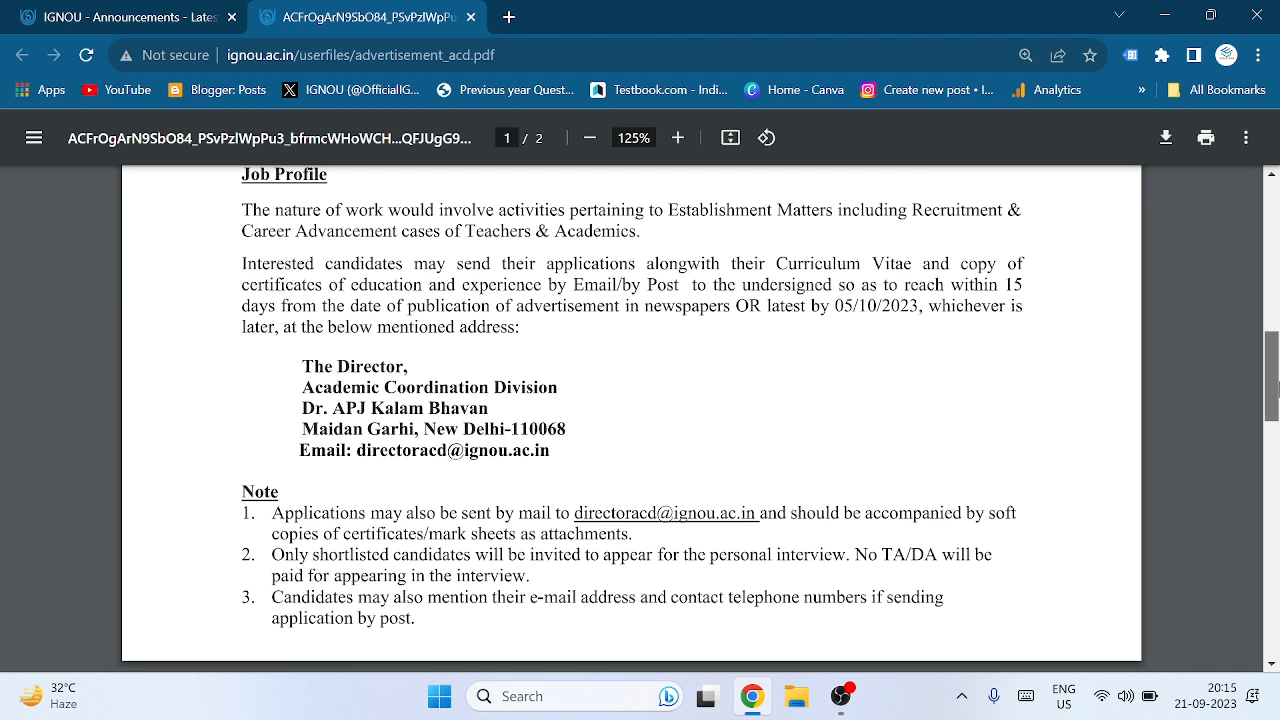 IGNOU - Announcements - Lates
ACFrOgArN9SbO84_PSvPzlWpPu
Not secure
ignou.ac.in/userfiles/advertisement_acd.pdf
Apps
YouTube
Blogger: Posts
IGNOU (@OfficialIG...
Previous year Quest...
Testbook.com - Indi...
Home - Canva
Create new post • I...
Analytics
»
All Bookmarks
ACFrOgArN9SbO84_PSvPzlWpPu3_bfrmcWHoWCH...QFJUgG9...
1 / 2
125%
Job Profile
The nature of work would involve activities pertaining to Establishment Matters including Recruitment &
Career Advancement cases of Teachers & Academics.
Interested candidates may send their applications alongwith their Curriculum Vitae and copy of
certificates of education and experience by Email/by Post to the undersigned so as to reach within 15
days from the date of publication of advertisement in newspapers OR latest by 05/10/2023, whichever is
later, at the below mentioned address:
The Director,
Academic Coordination Division
Dr. APJ Kalam Bhavan
Maidan Garhi, New Delhi-110068
Email: directoracd@ignou.ac.in
Note
1. Applications may also be sent by mail to directoracd@ignou.ac.in and should be accompanied by soft
copies of certificates/mark sheets as attachments.
2. Only shortlisted candidates will be invited to appear for the personal interview. No TA/DA will be
paid for appearing in the interview.
3. Candidates may also mention their e-mail address and contact telephone numbers if sending
application by post.
32°C
Haze
Search
ENG
US
20:15
21-09-2023